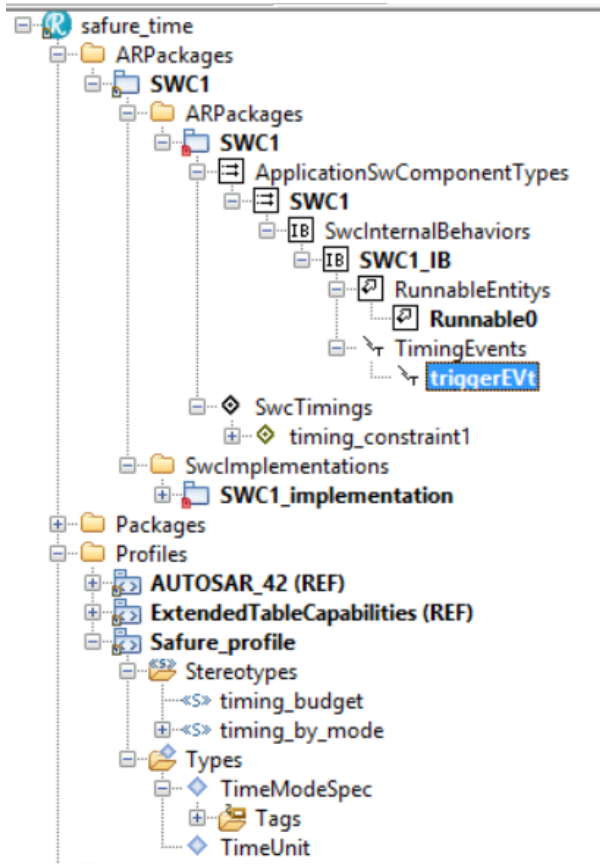 safure_time
ARPackages
SWC1
ARPackages
SWC1
ApplicationSwComponentTypes
SWC1
IB SwcInternalBehaviors
IB SWC1_IB
RunnableEntitys
Runnable0
T TimingEvents
T triggerEVt
SwcTimings
timing_constraint1
SwcImplementations
SWC1_implementation
Packages
Profiles
AUTOSAR_42 (REF)
ExtendedTableCapabilities (REF)
Safure_profile
«S» Stereotypes
«S» timing_budget
«S» timing_by_mode
Types
TimeModeSpec
Tags
TimeUnit